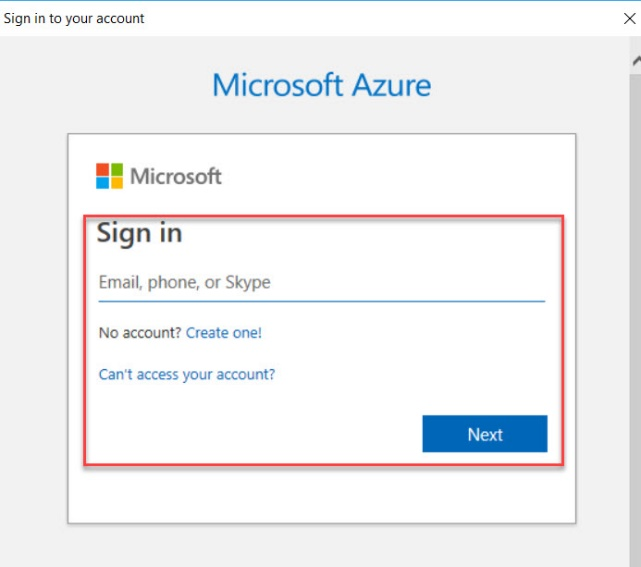 Sign in to your account
Microsoft Azure
Microsoft
Sign in
Email, phone, or Skype
No account? Create one!
Can't access your account?
Next